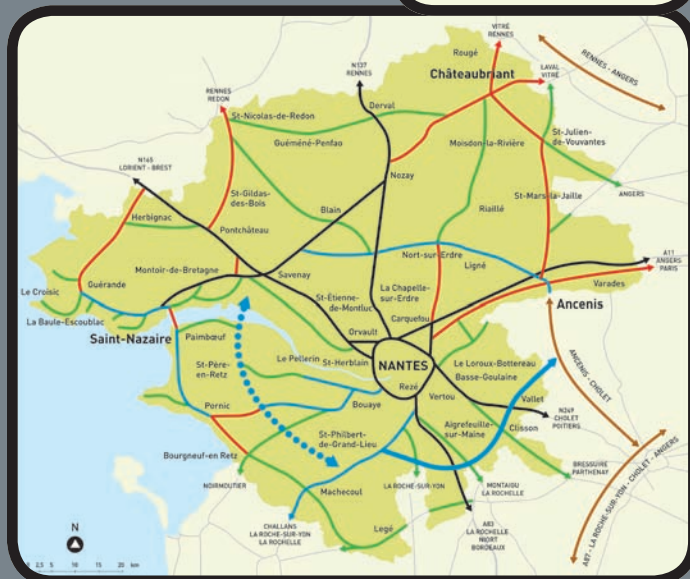 VITRÉ
RENNES
Rougé
RENNES - ANGERS
N137
RENNES
Châteaubriant
LAVAL
VITRÉ
RENNES
REDON
Derval
St-Nicolas-de-Redon
St-Julien-
de-Vouvantes
Guéméné-Penfao
Moisdon-la-Rivière
N165
LORIENT - BREST
Nozay
ANGERS
St-Gildas-
des-Bois
St-Mars-la-Jaille
Blain
Riaillé
Herbignac
Pontchâteau
A11
ANGERS
PARIS
Nort-sur-Erdre
Montoir-de-Bretagne
Savenay
Ligné
Guérande
Varades
Le Croisic
St-Étienne-
de-Montluc
La Chapelle-
sur-Erdre
Ancenis
La Baule-Escoublac
Carquefou
Orvault
Saint-Nazaire
Paimbœuf
Le Pellerin
St-Herblain
NANTES
Le Loroux-Bottereau
Basse-Goulaine
ANCENIS - CHOLET
St-Père-
en-Retz
Rezé
Vertou
Vallet
Pornic
Bouaye
N249
CHOLET
POITIERS
Aigrefeuille-
sur-Maine
Clisson
St-Philbert-
de-Grand-Lieu
Bourgneuf-en Retz
BRESSUIRE
PARTHENAY
NOIRMOUTIER
LA ROCHE-SUR-YON
MONTAIGU
LA ROCHELLE
Machecoul
A87 - LA ROCHE-SUR-YON - CHOLET - ANGERS
CHALLANS
LA ROCHE-SUR-YON
LA ROCHELLE
Legé
A83
LA ROCHELLE
NIORT
BORDEAUX
N
0 2,5 5 10 15 20 km